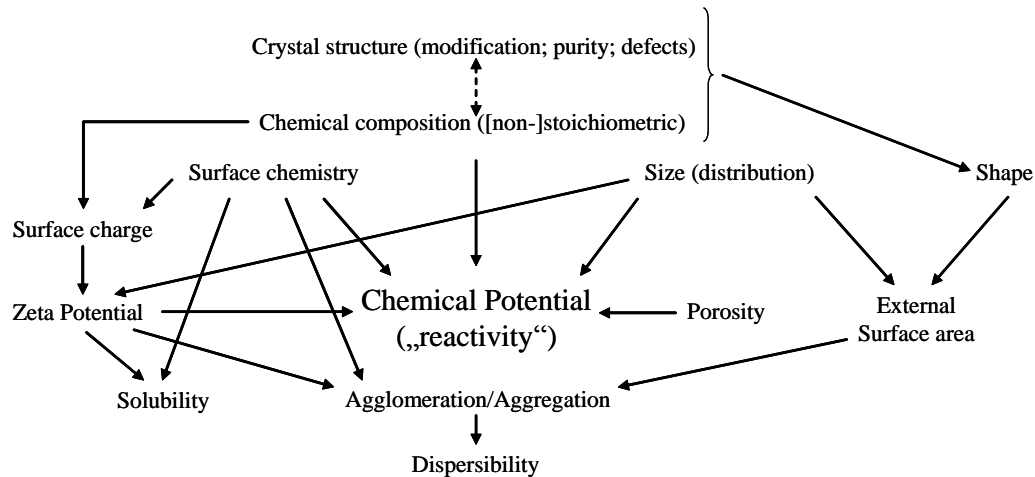 Crystal structure (modification; purity; defects)
Chemical composition ([non-]stoichiometric)
Surface chemistry
Size (distribution)
Shape
Surface charge
Zeta Potential
Chemical Potential
(„reactivity“)
Porosity
External
Surface area
Solubility
Agglomeration/Aggregation
Dispersibility